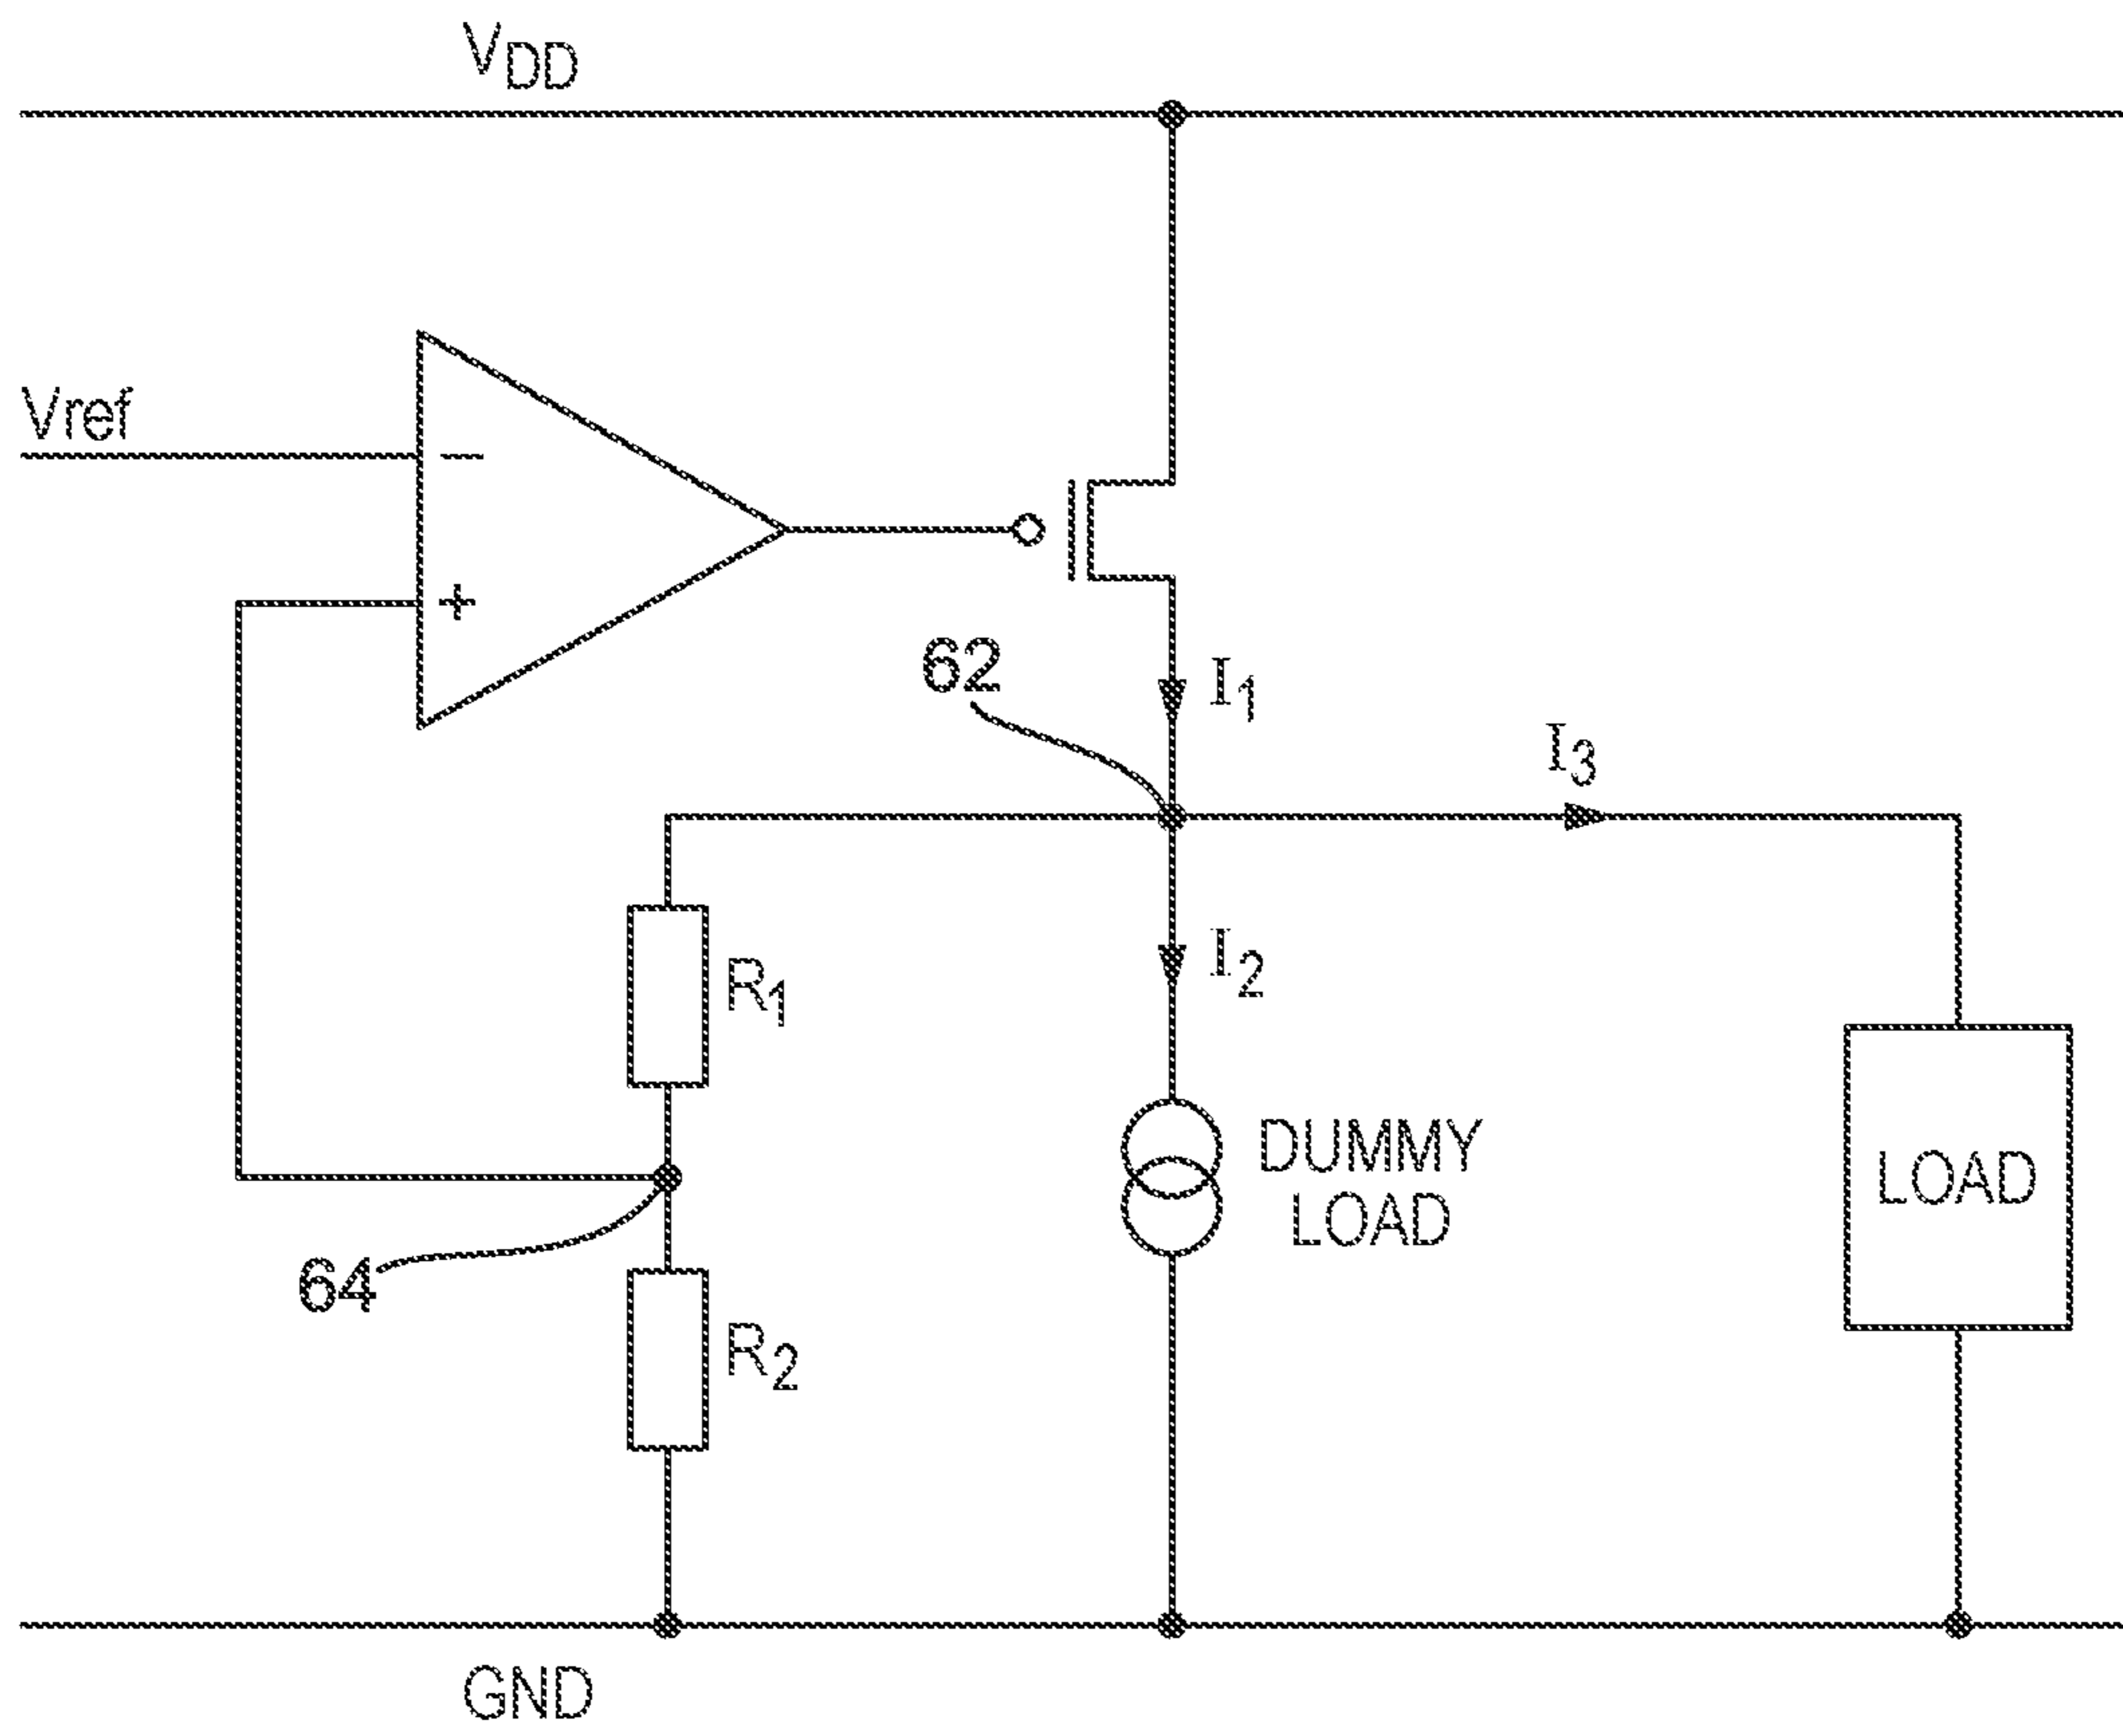 VDD
Vref
−
+
62
I1
I3
R1
I2
DUMMY
LOAD
LOAD
64
R2
GND